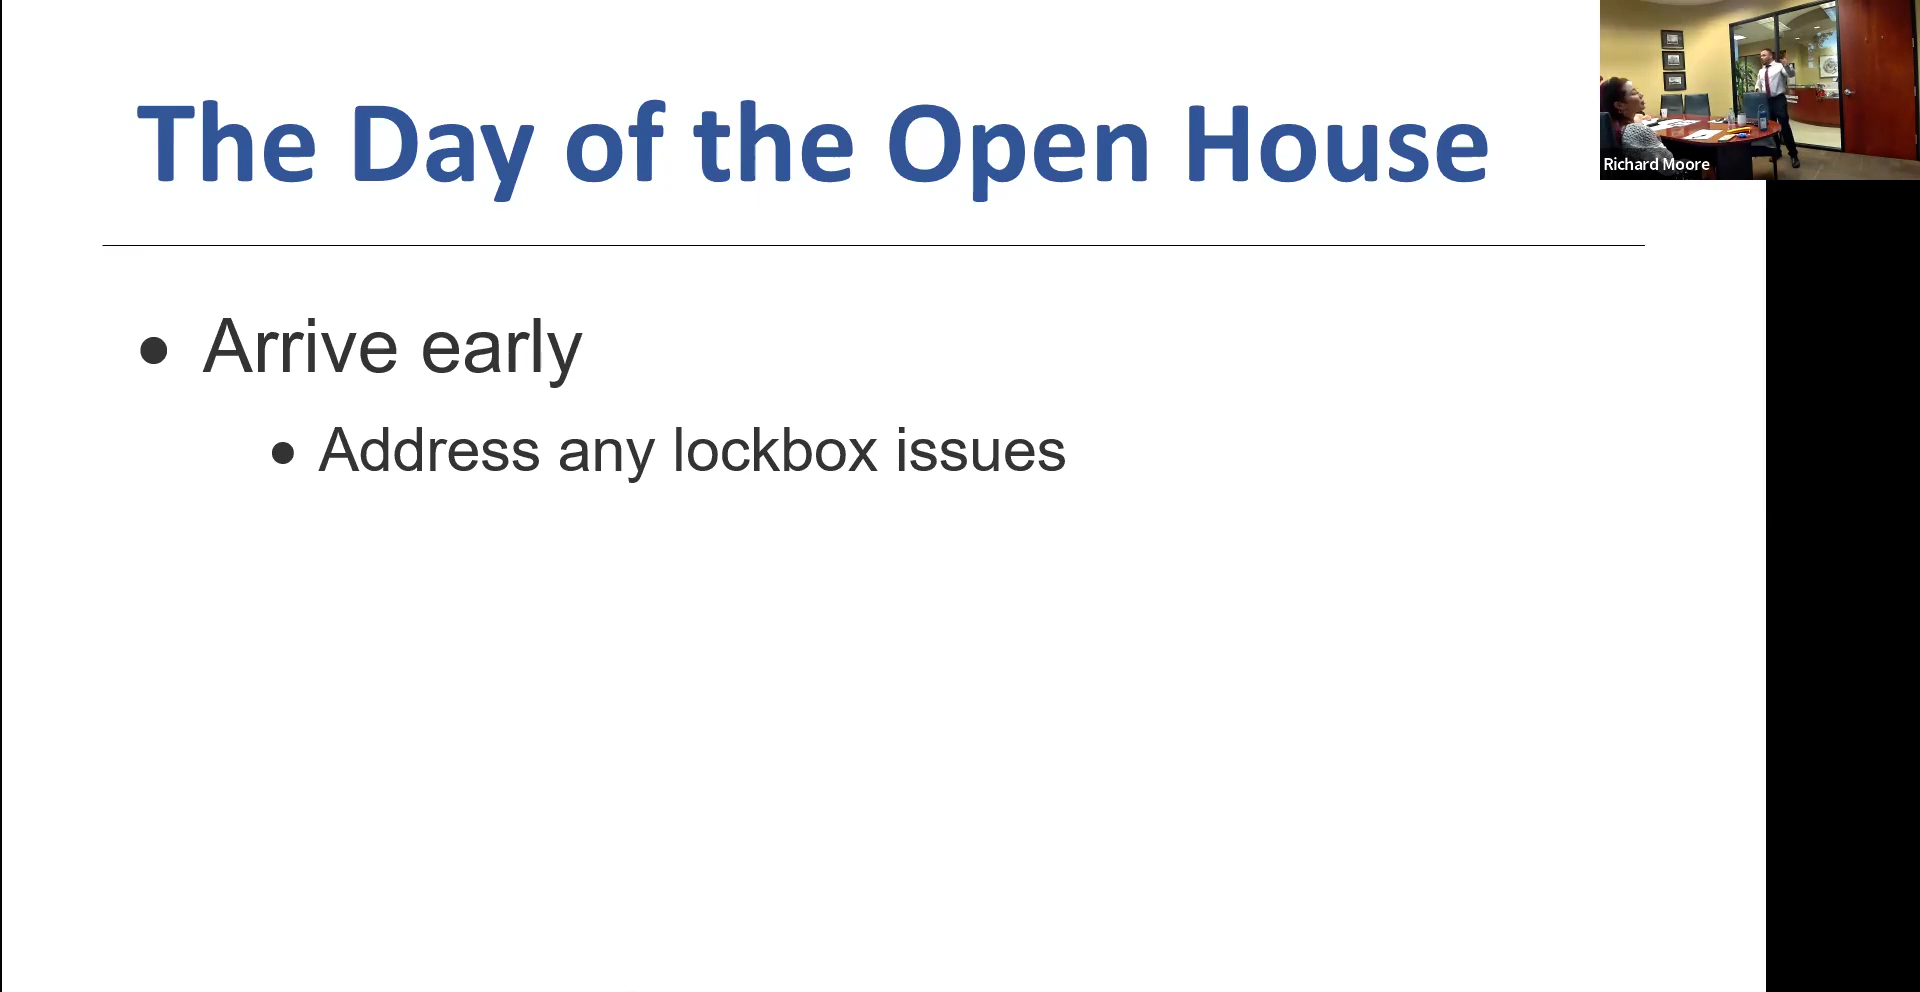 The Day of the Open House
Richard Moore
• Arrive early
• Address any lockbox issues